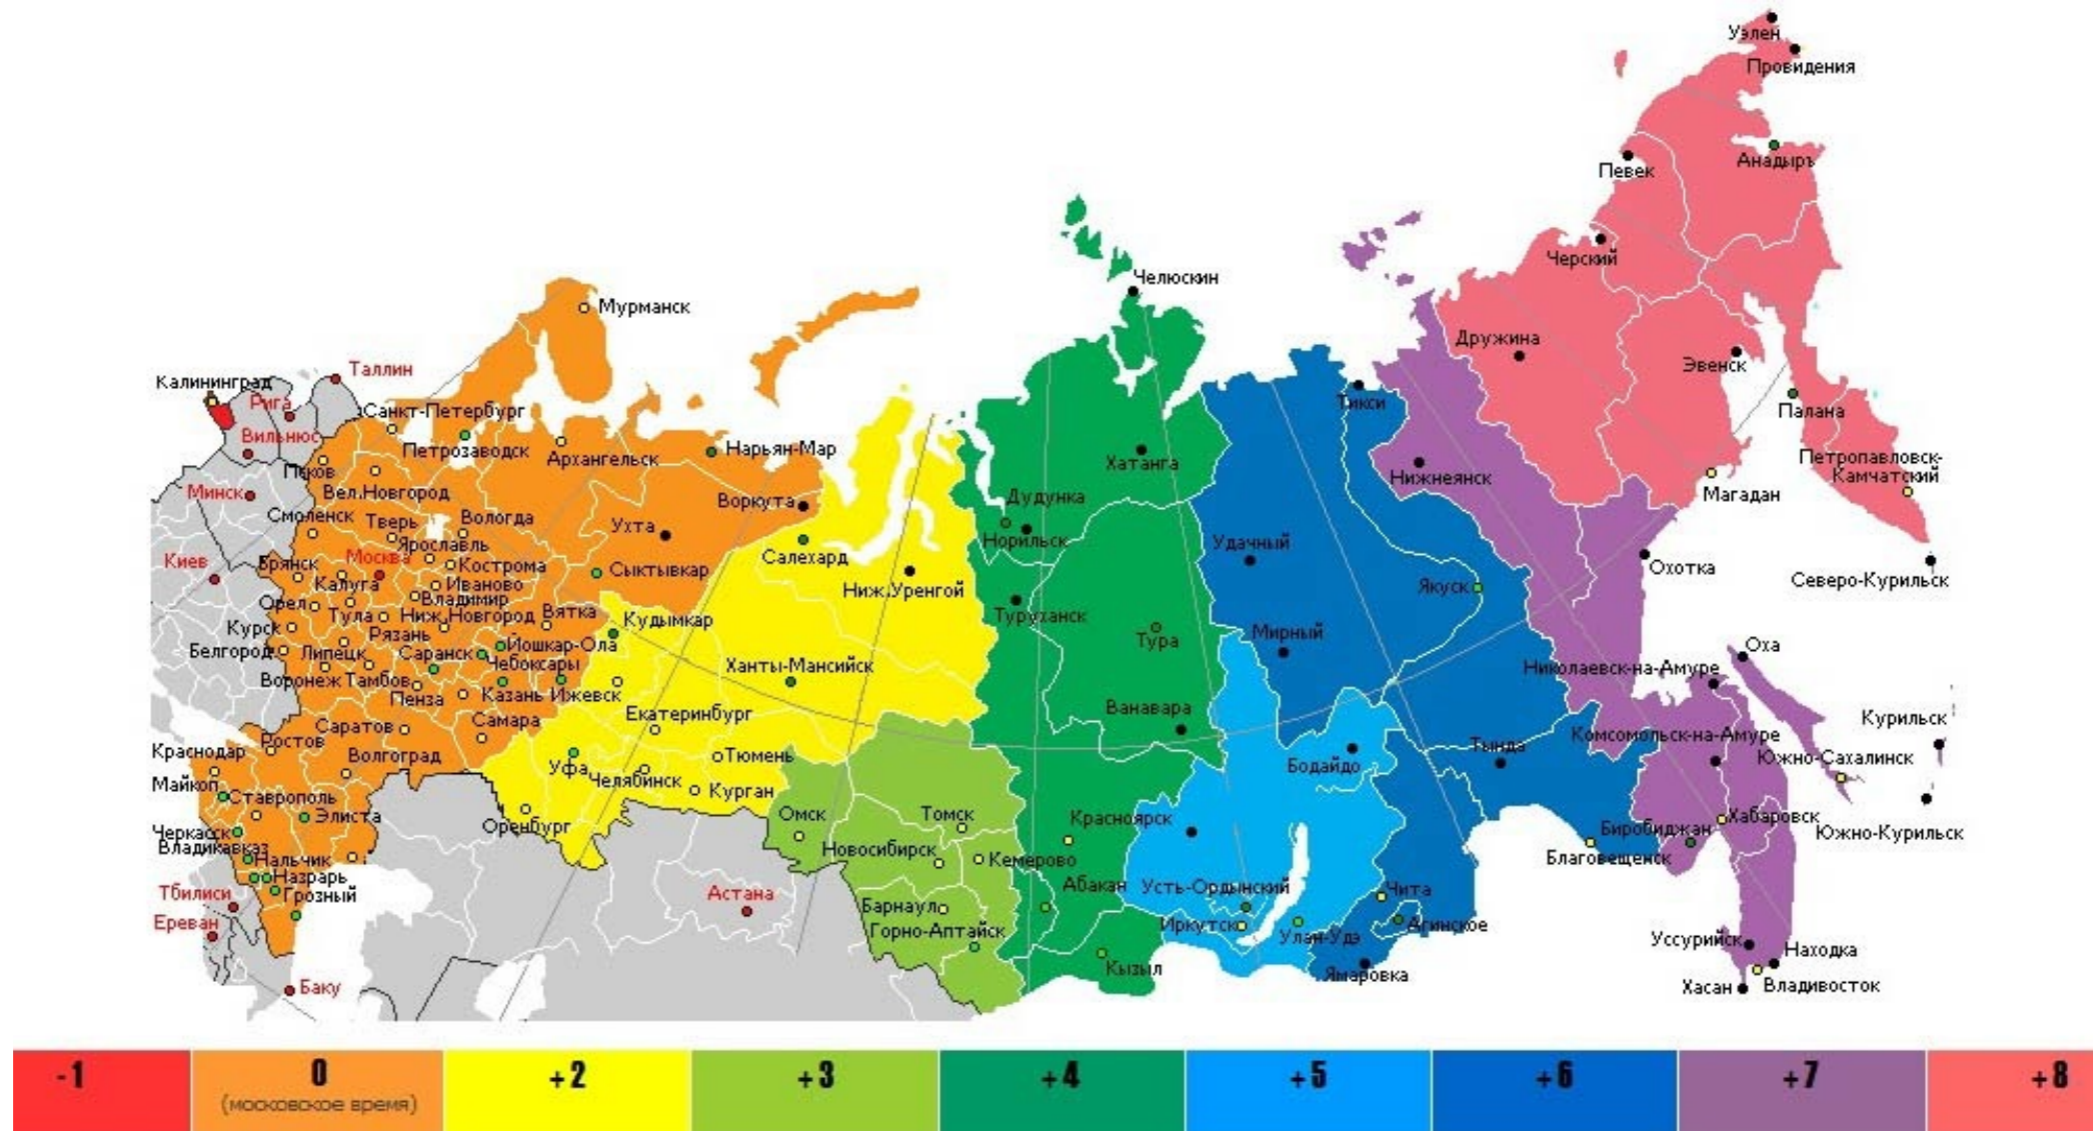 Уэлен
Провидения
Анадыръ
Певек
Черский
Челюскин
Мурманск
Дружина
Эвенск
Таллин
Калининград
Рига
Тикси
Палана
Санкт-Петербург
Вильнюс
Петрозаводск
Архангельск
Нарьян-Мар
Хатанга
Нижнеянск
Петропавловск-
Камчатский
Псков
Минск
Вел.Новгород
Воркута
Дудунка
Магадан
Смоленск
Тверь
Вологда
Ухта
Норильск
Удачный
Ярославль
Киев
Москва
Салехард
Брянск
Кострома
Сыктывкар
Охотка
Северо-Курильск
Калуга
Иваново
Ниж.Уренгой
Якуск
Орел
Владимир
Тула
Ниж.Новгород
Вятка
Кудымкар
Туруханск
Курск
Рязань
Тура
Мирный
Йошкар-Ола
Оха
Белгород
Липецк
Саранск
Чебоксары
Ханты-Мансийск
Николаевск-на-Амуре
Воронеж
Тамбов
Пенза
Казань
Ижевск
Ванавара
Екатеринбург
Самара
Саратов
Курильск
Ростов
Комсомольск-на-Амуре
Краснодар
Волгоград
Тюмень
Тында
Южно-Сахалинск
Уфа
Челябинск
Бодайдо
Майкоп
Курган
Ставрополь
Элиста
Омск
Томск
Красноярск
Хабаровск
Оренбург
Биробиджан
Южно-Курильск
Черкасск
Владикавказ
Новосибирск
Кемерово
Благовещенск
Нальчик
Назрарь
Абакан
Усть-Ордынский
Чита
Тбилиси
Грозный
Астана
Барнаул
Ереван
Горно-Аптайск
Иркутск
Улан-Удэ
Агинское
Уссурийск
Находка
Кызыл
Ямаровка
Баку
Хасан
Владивосток
-1
0
+2
+3
+4
+5
+6
+7
+8
(московское время)